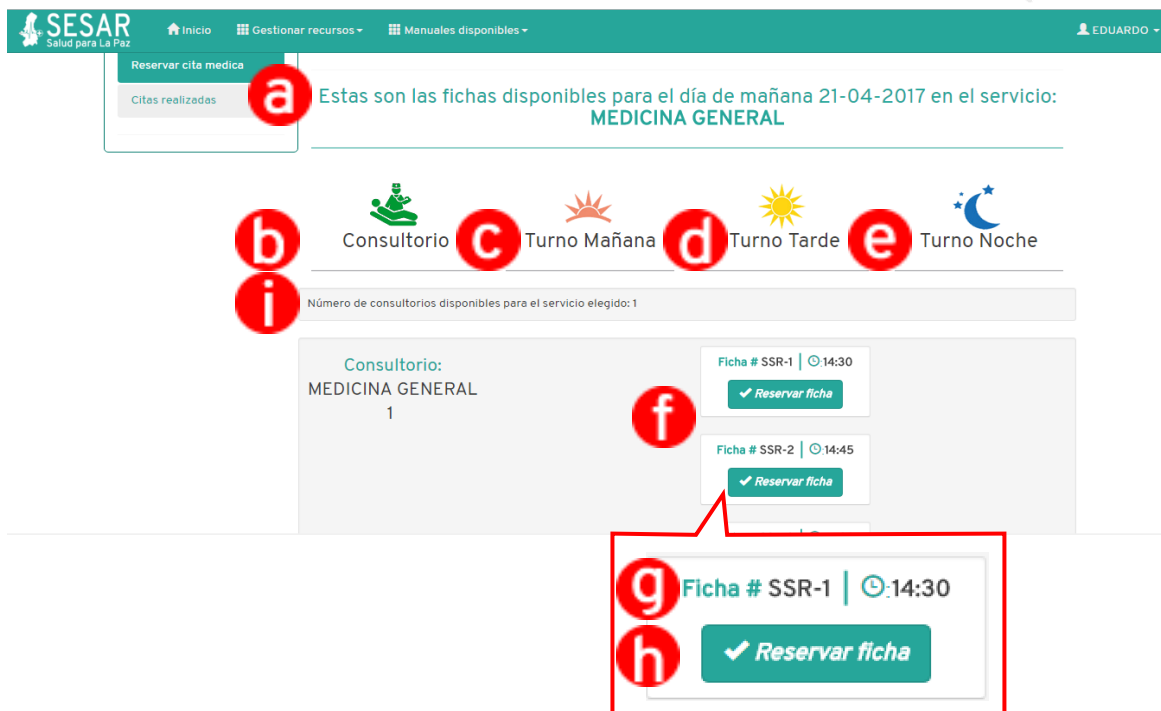 SESAR
Salud para La Paz
Inicio
Gestionar recursos
Manuales disponibles
EDUARDO
Reservar cita medica
Citas realizadas
a
Estas son las fichas disponibles para el día de mañana 21-04-2017 en el servicio:
MEDICINA GENERAL
b
Consultorio
c
Turno Mañana
d
Turno Tarde
e
Turno Noche
i
Número de consultorios disponibles para el servicio elegido: 1
Consultorio:
MEDICINA GENERAL
1
f
Ficha # SSR-1 | :14:30
Reservar ficha
Ficha # SSR-2 | :14:45
Reservar ficha
g
Ficha # SSR-1 | :14:30
h
Reservar ficha